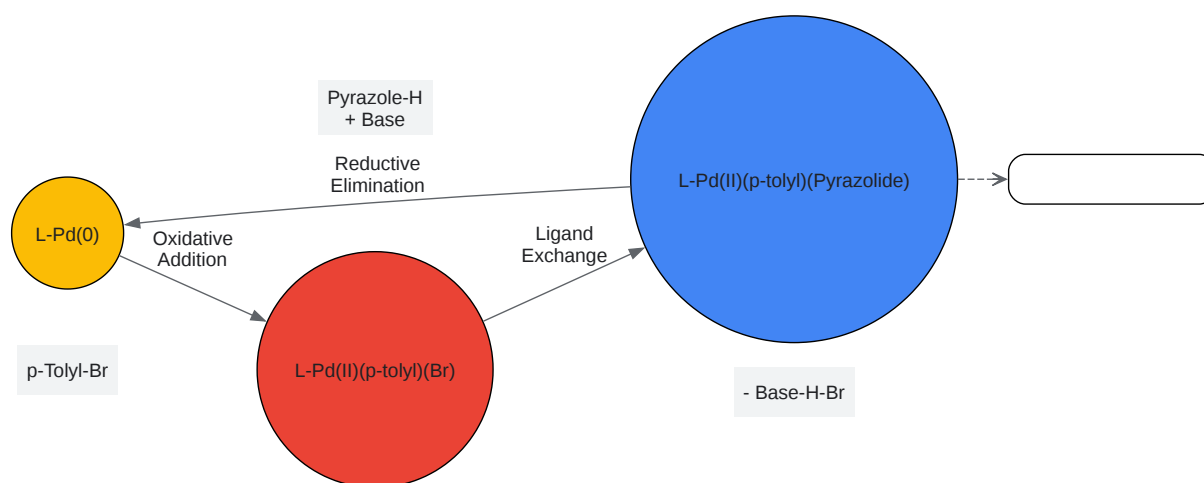 Pyrazole-H
+ Base
Reductive
Elimination
L-Pd(II)(p-tolyl)(Pyrazolide)
L-Pd(0)
Oxidative
Addition
Ligand
Exchange
p-Tolyl-Br
L-Pd(II)(p-tolyl)(Br)
- Base-H-Br